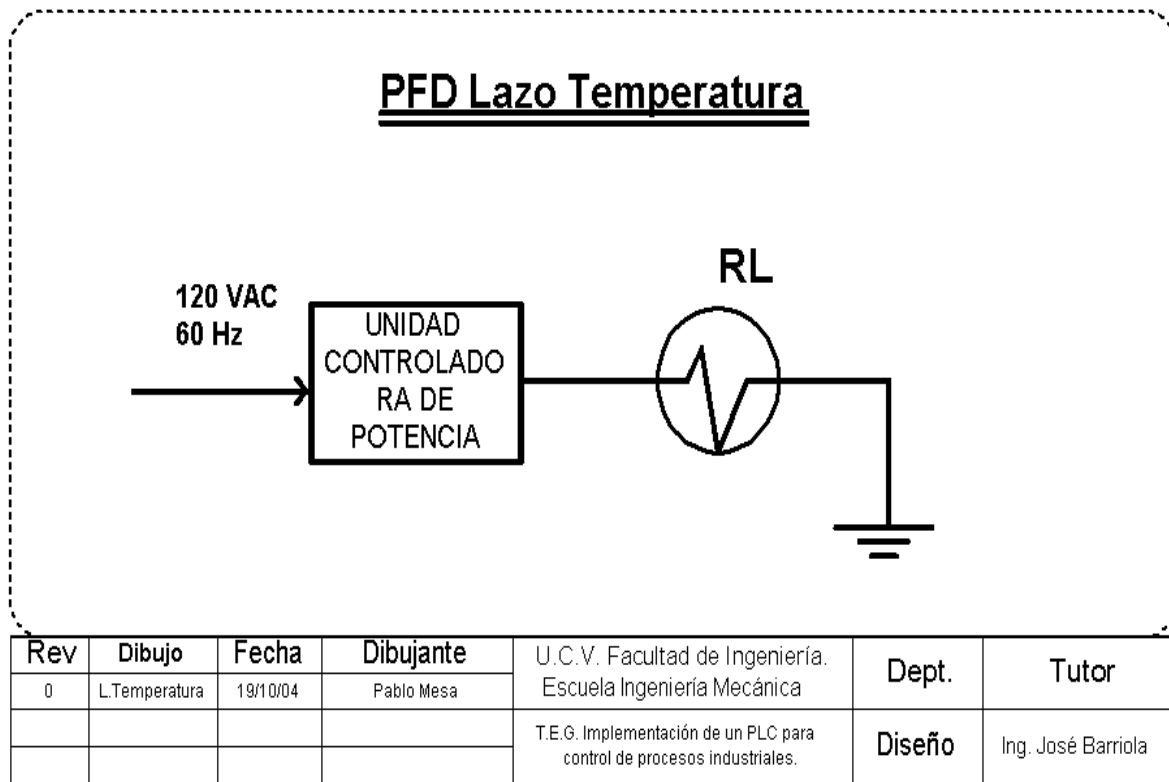 PFD Lazo Temperatura
RL
120 VAC
60 Hz
UNIDAD
CONTROLADO
RA DE
POTENCIA
Rev Dibujo Fecha Dibujante
0 L.Temperatura 19/10/04 Pablo Mesa
U.C.V. Facultad de Ingeniería.
Escuela Ingeniería Mecánica
Dept. Tutor
T.E.G. Implementación de un PLC para
control de procesos industriales.
Diseño Ing. José Barriola